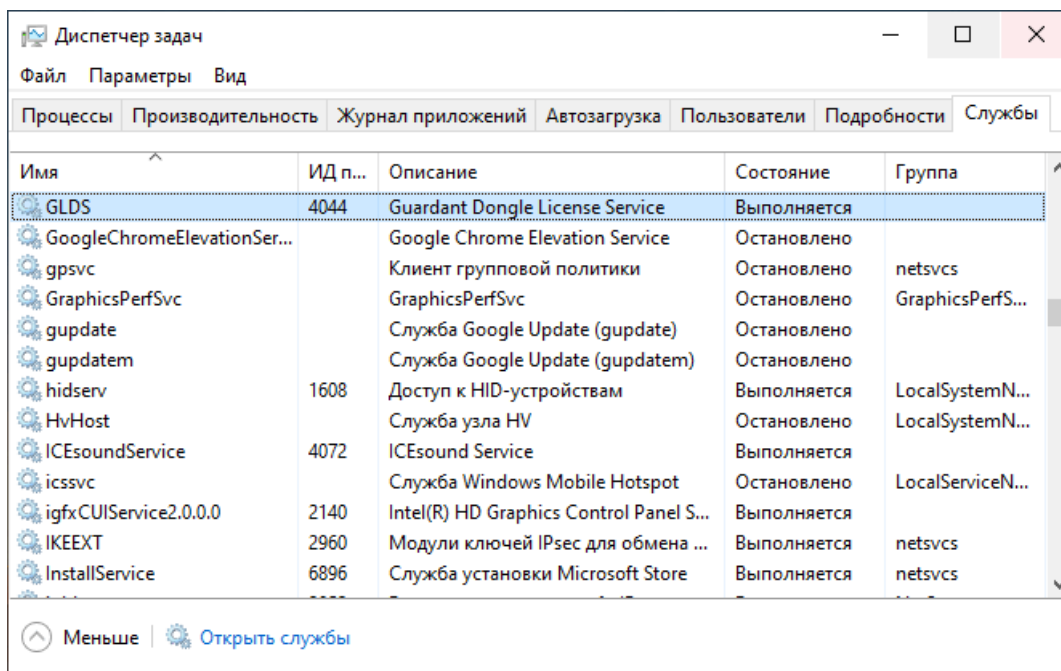 Диспетчер задач
Файл Параметры Вид
Процессы Производительность Журнал приложений Автозагрузка Пользователи Подробности Службы
Имя ИД п... Описание Состояние Группа
GLDS 4044 Guardant Dongle License Service Выполняется
GoogleChromeElevationSer... Google Chrome Elevation Service Остановлено
gpsvc Клиент групповой политики Остановлено netsvcs
GraphicsPerfSvc GraphicsPerfSvc Остановлено GraphicsPerfS...
gupdate Служба Google Update (gupdate) Остановлено
gupdatem Служба Google Update (gupdatem) Остановлено
hidserv 1608 Доступ к HID-устройствам Выполняется LocalSystemN...
HvHost Служба узла HV Остановлено LocalSystemN...
ICEsoundService 4072 ICEsound Service Выполняется
icssvc Служба Windows Mobile Hotspot Остановлено LocalServiceN...
igfxCUIService2.0.0.0 2140 Intel(R) HD Graphics Control Panel S... Выполняется
IKEEXT 2960 Модули ключей IPsec для обмена ... Выполняется netsvcs
InstallService 6896 Служба установки Microsoft Store Выполняется netsvcs
Меньше Открыть службы